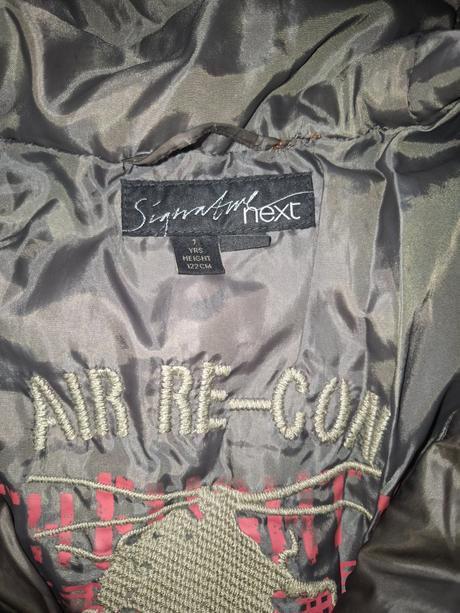 Signature
next
7
YRS
HEIGHT
122CM
AIR RE-CON